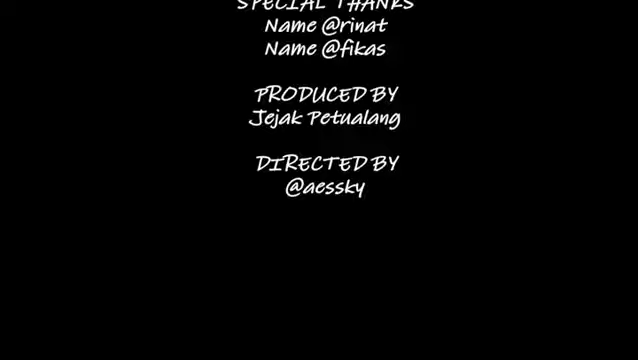 SPECIAL THANKS
Name @rinat
Name @fikas
PRODUCED BY
Jejak Petualang
DIRECTED BY
@aessky